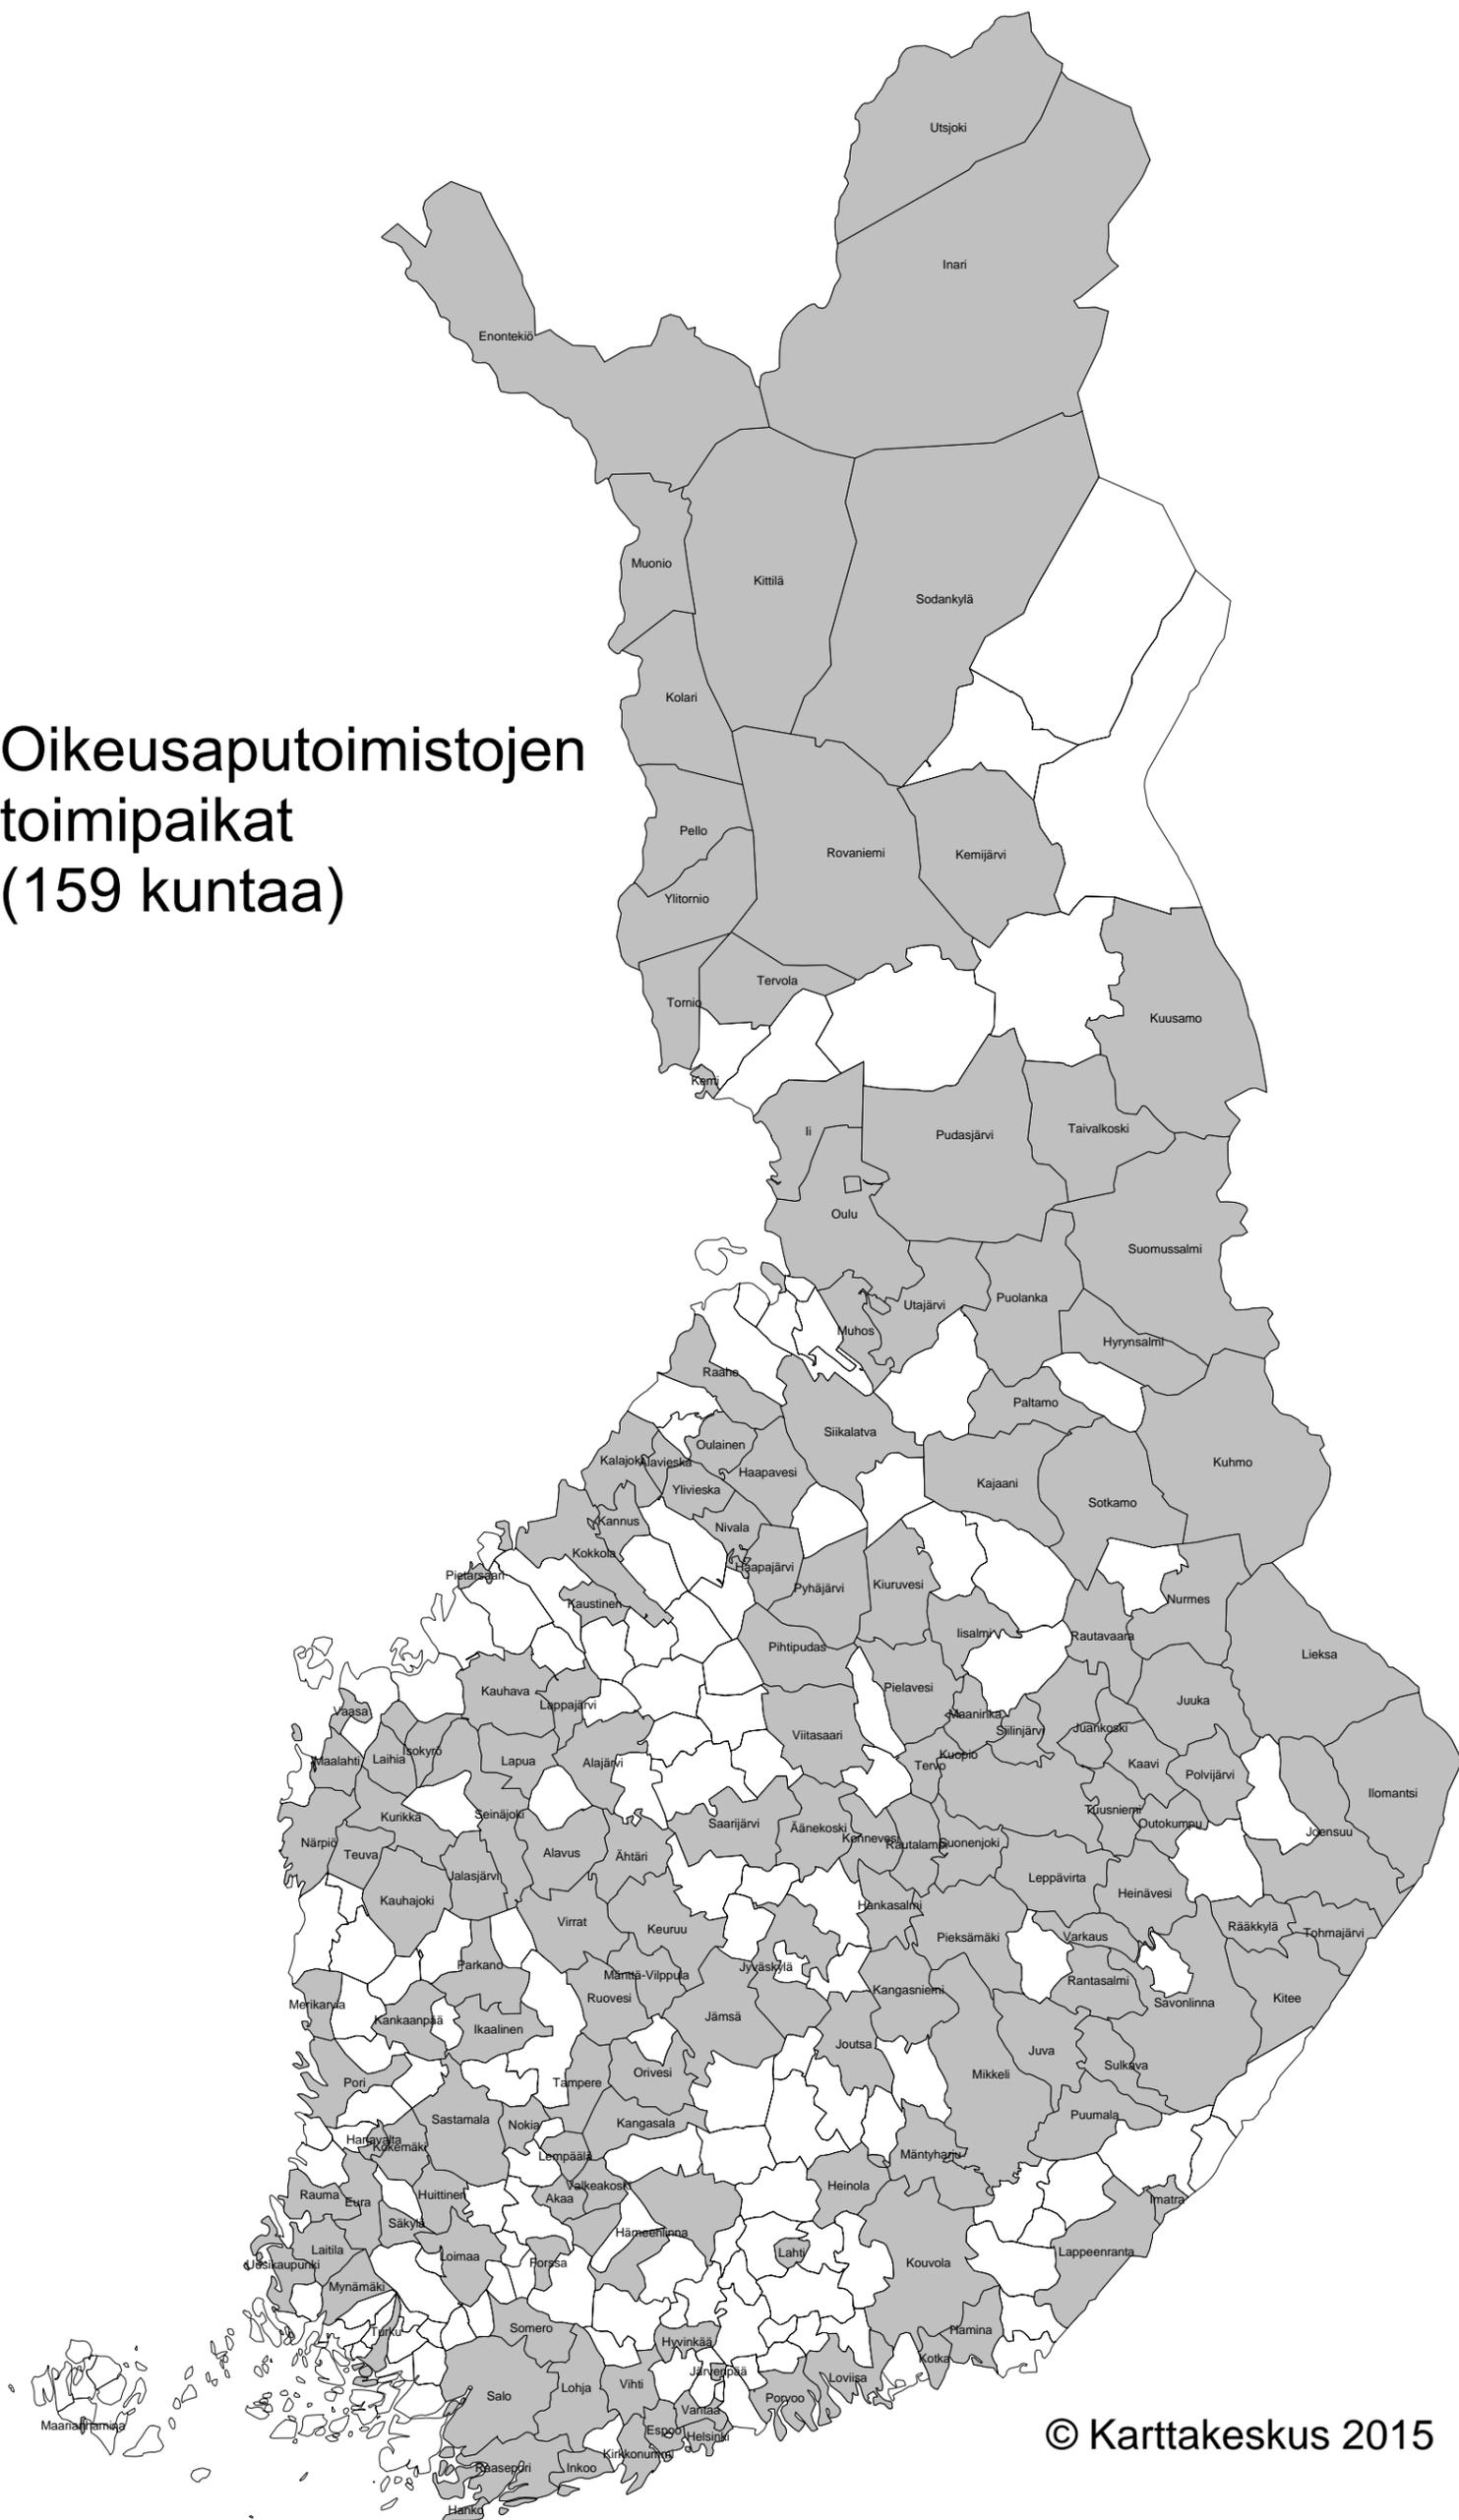 Utsjoki
Inari
Enontekiö
Muonio
Kittilä
Sodankylä
Kolari
Oikeusaputoimistojen
toimipaikat
(159 kuntaa)
Pello
Rovaniemi
Kemijärvi
Ylitornio
Tervola
Tornio
Kuusamo
Kemi
Ii
Pudasjärvi
Taivalkoski
Oulu
Suomussalmi
Utajärvi
Puolanka
Muhos
Hyrynsalmi
Raahe
Paltamo
Siikalatva
Oulainen
Kalajoki
Alavieska
Haapavesi
Kuhmo
Kajaani
Ylivieska
Sotkamo
Kannus
Nivala
Kokkola
Haapajärvi
Pietarsaari
Pyhäjärvi
Kiuruvesi
Kaustinen
Nurmes
Iisalmi
Rautavaara
Pihtipudas
Lieksa
Kauhava
Lappajärvi
Pielavesi
Juuka
Vaasa
Maaninka
Siilinjärvi
Juankoski
Viitasaari
Isokyrö
Kuopio
Maalahti
Laihia
Lapua
Alajärvi
Tervo
Kaavi
Polvijärvi
Ilomantsi
Kurikka
Seinäjoki
Saarijärvi
Äänekoski
Konnevesi
Rautalampi
Suonenjoki
Tuusniemi
Outokumpu
Joensuu
Närpiö
Teuva
Alavus
Ähtäri
Jalasjärvi
Leppävirta
Heinävesi
Kauhajoki
Hankasalmi
Virrat
Keuruu
Pieksämäki
Varkaus
Rääkkylä
Tohmajärvi
Parkano
Jyväskylä
Mänttä-Vilppula
Rantasalmi
Kangasniemi
Ruovesi
Kitee
Merikarvia
Savonlinna
Kankaanpää
Ikaalinen
Jämsä
Joutsa
Juva
Sulkava
Orivesi
Mikkeli
Pori
Tampere
Puumala
Sastamala
Nokia
Kangasala
Harjavalta
Kokemäki
Lempäälä
Mäntyharju
Valkeakoski
Heinola
Rauma
Eura
Huittinen
Akaa
Imatra
Säkylä
Hämeenlinna
Laitila
Loimaa
Forssa
Lahti
Kouvola
Lappeenranta
Uusikaupunki
Mynämäki
Turku
Somero
Hyvinkää
Hamina
Kotka
Järvenpää
Salo
Lohja
Vihti
Loviisa
Porvoo
Maarianhamina
Vantaa
Espoo
Helsinki
© Karttakeskus 2015
Kirkkonummi
Raasepori
Inkoo
Hanko